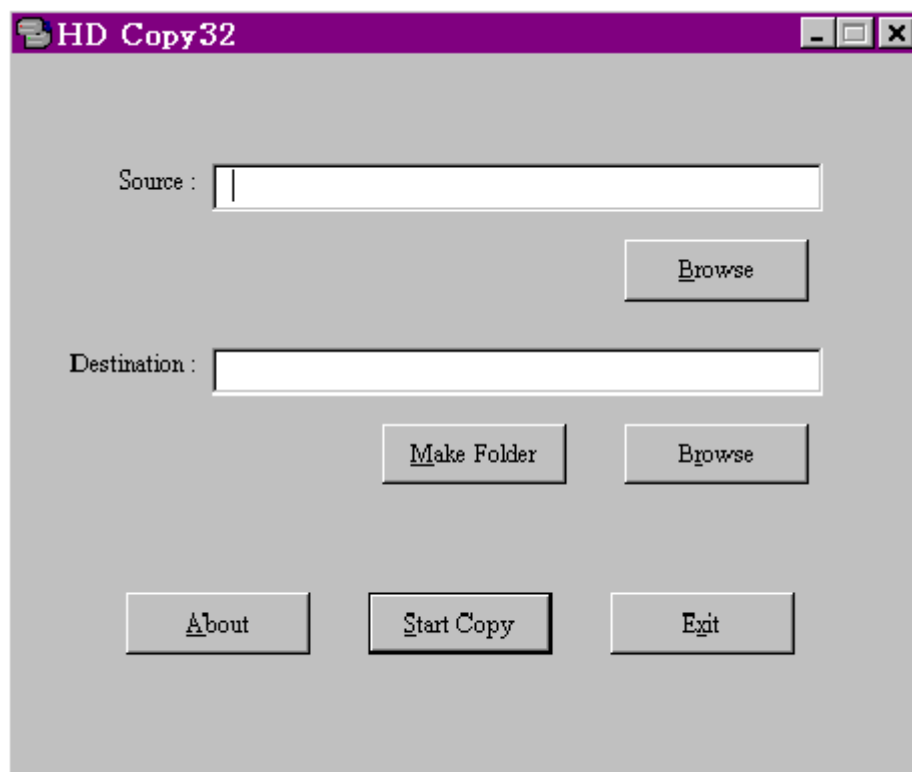 HD Copy32
Source :
Browse
Destination :
Make Folder Browse
About Start Copy Exit